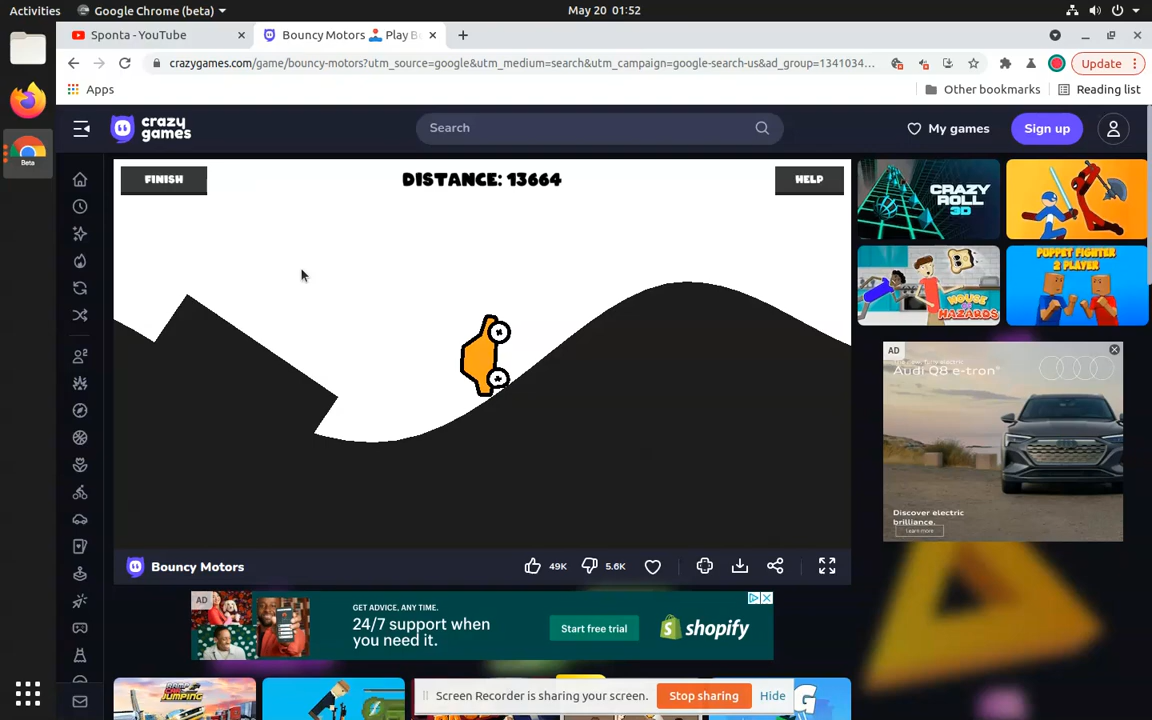 Activities
Google Chrome (beta)
May 20 01:52
Sponta - YouTube
Bouncy Motors 🕹️ Play B
crazygames.com/game/bouncy-motors?utm_source=google&utm_medium=search&utm_campaign=google-search-us&ad_group=1341034...
Update
Apps
Other bookmarks
Reading list
Beta
crazy
games
Search
My games
Sign up
FINISH
DISTANCE: 13664
HELP
CRAZY
ROLL
3D
HOUSE
OF
HAZARDS
PUPPET FIGHTER
2 PLAYER
AD
Audi Q8 e-tron
Discover electric
brilliance.
Learn more
Bouncy Motors
49K
5.6K
AD
GET ADVICE, ANY TIME.
24/7 support when
you need it.
Start free trial
shopify
Screen Recorder is sharing your screen.
Stop sharing
Hide